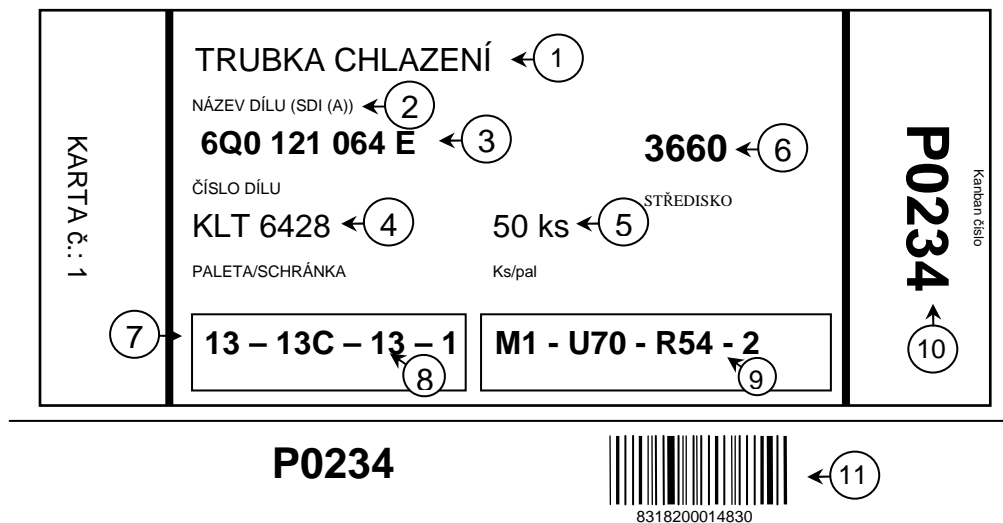 KARTA č.: 1
TRUBKA CHLAZENÍ 1
NÁZEV DÍLU (SDI (A)) 2
6Q0 121 064 E 3
3660 6
ČÍSLO DÍLU
STŘEDISKO
KLT 6428 4
50 ks 5
PALETA/SCHRÁNKA
Ks/pal
7
13 – 13C – 13 – 1
8
M1 - U70 - R54 - 2
9
P0234
Kanban číslo
10
P0234
11
8318200014830